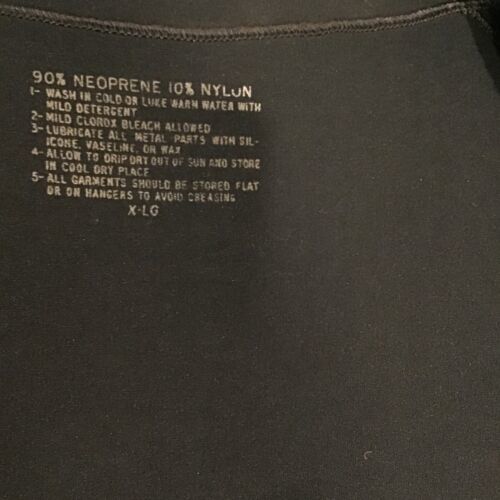 90% NEOPRENE 10% NYLON
1- WASH IN COLD OR LUKE WARM WATER WITH
MILD DETERGENT
2- MILD CLOROX BLEACH ALLOWED
3- LUBRICATE ALL METAL PARTS WITH SIL-
ICONE, VASELINE, OR WAX
4- ALLOW TO DRIP DRY OUT OF SUN AND STORE
IN COOL DRY PLACE
5- ALL GARMENTS SHOULD BE STORED FLAT
OR ON HANGERS TO AVOID CREASING
X-LG